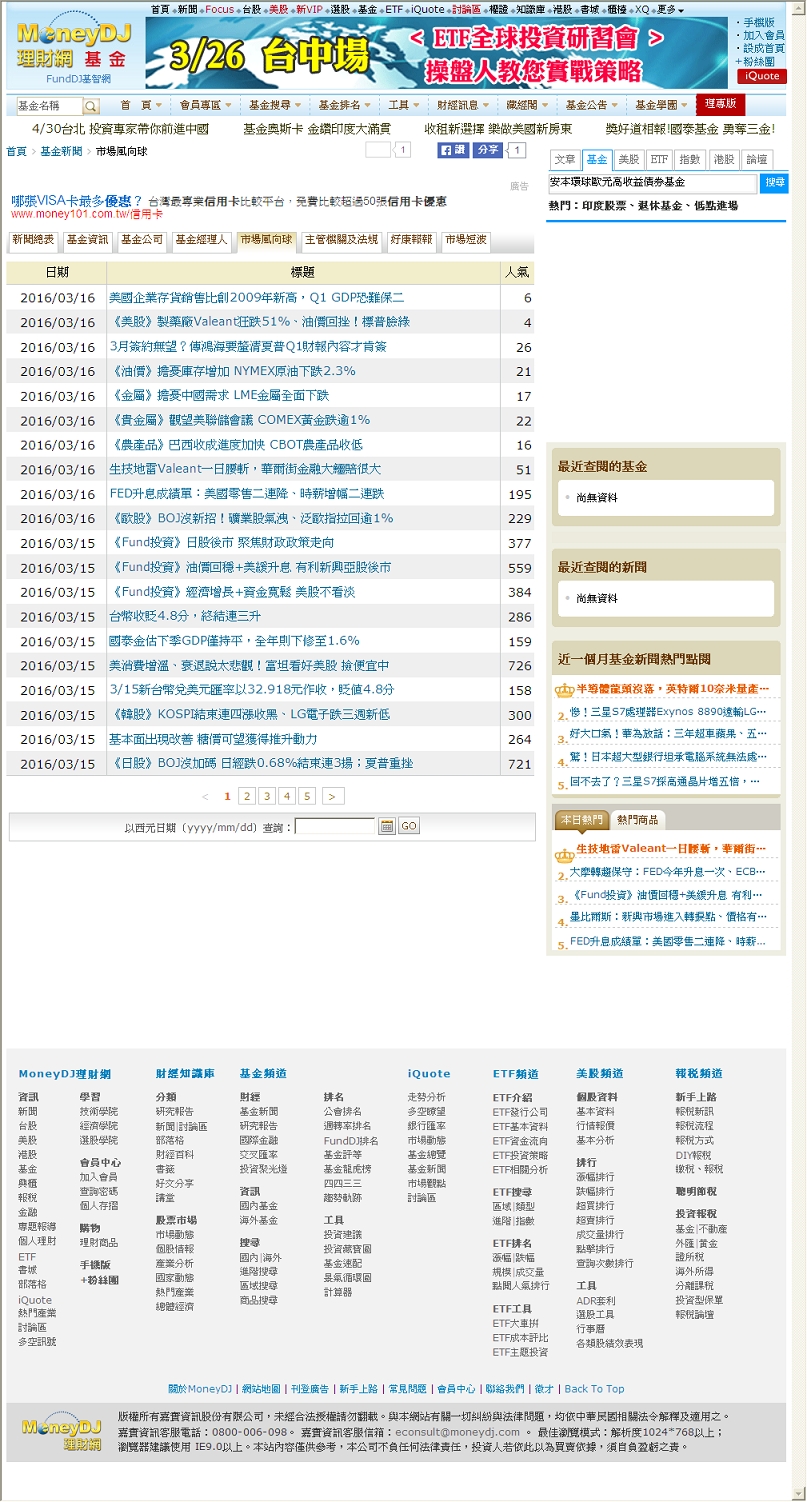 首頁 ◆新聞 ◆Focus ◆台股 ◆美股 ◆新VIP ◆選股 ◆基金 ◆ETF ◆iQuote ◆討論區 ◆權證 ◆知識庫 ◆港股 ◆書城 ◆櫃檯 ◆XQ ◆更多
MoneyDJ
理財網 基金
FundDJ基智網
3/26 台中場
< ETF全球投資研習會 >
操盤人教您實戰策略
手機版
加入會員
設成首頁
+粉絲團
iQuote
基金名稱 首 頁 會員專區 基金搜尋 基金排名 工具 財經訊息 藏經閣 基金公告 基金學園 理專版
4/30台北 投資專家帶你前進中國 基金奧斯卡 金鑽印度大滿貫 收租新選擇 樂做美國新房東 獎好道相報!國泰基金 勇奪三金!
首頁 › 基金新聞 › 市場風向球
1 讚 分享 1
文章 基金 美股 ETF 指數 港股 論壇
安本環球歐元高收益債券基金 搜尋
熱門：印度股票、退休基金、低點進場
廣告
哪張VISA卡最多優惠？ 台灣最專業信用卡比較平台，免費比較超過50張信用卡優惠
www.money101.com.tw/信用卡
新聞總表 基金資訊 基金公司 基金經理人 市場風向球 主管機關及法規 好康報報 市場短波
日期 標題 人氣
2016/03/16 美國企業存貨銷售比創2009年新高，Q1 GDP恐難保二 6
2016/03/16 《美股》製藥廠Valeant狂跌51%、油價回挫！標普臉綠 4
2016/03/16 3月簽約無望？傳鴻海要釐清夏普Q1財報內容才肯簽 26
2016/03/16 《油價》擔憂庫存增加 NYMEX原油下跌2.3% 21
2016/03/16 《金屬》擔憂中國需求 LME金屬全面下跌 17
2016/03/16 《貴金屬》觀望美聯儲會議 COMEX黃金跌逾1% 22
2016/03/16 《農產品》巴西收成進度加快 CBOT農產品收低 16
2016/03/16 生技地雷Valeant一日腰斬，華爾街金融大鱷賠很大 51
2016/03/16 FED升息成績單：美國零售二連降、時薪增幅二連跌 195
2016/03/16 《歐股》BOJ沒新招！礦業股氣洩、泛歐指拉回逾1% 229
2016/03/15 《Fund投資》日股後市 聚焦財政政策走向 377
2016/03/15 《Fund投資》油價回穩+美緩升息 有利新興亞股後市 559
2016/03/15 《Fund投資》經濟增長+資金寬鬆 美股不看淡 384
2016/03/15 台幣收貶4.8分，終結連三升 286
2016/03/15 國泰金估下季GDP僅持平，全年則下修至1.6% 159
2016/03/15 美消費增溫、衰退說太悲觀！富坦看好美股 撿便宜中 726
2016/03/15 3/15新台幣兌美元匯率以32.918元作收，貶值4.8分 158
2016/03/15 《韓股》KOSPI結束連四漲收黑、LG電子跌三週新低 300
2016/03/15 基本面出現改善 糖價可望獲得推升動力 264
2016/03/15 《日股》BOJ沒加碼 日經跌0.68%結束連3揚；夏普重挫 721
< 1 2 3 4 5 >
以西元日期（yyyy/mm/dd）查詢： GO
最近查閱的基金
尚無資料
最近查閱的新聞
尚無資料
近一個月基金新聞熱門點閱
半導體龍頭沒落，英特爾10奈米量產…
2. 慘！三星S7處理器Exynos 8890遠輸LG…
3. 好大口氣！華為放話：三年超車蘋果、五…
4. 驚！日本超大型銀行坦承電腦系統無法處…
5. 回不去了？三星S7採高通晶片增五倍，…
本日熱門 熱門商品
生技地雷Valeant一日腰斬，華爾街…
2. 大摩轉趨保守：FED今年升息一次、ECB…
3. 《Fund投資》油價回穩+美緩升息 有利…
4. 墨比爾斯：新興市場進入轉捩點、價格有…
5. FED升息成績單：美國零售二連降、時薪…
MoneyDJ理財網
資訊
新聞
台股
美股
港股
基金
興櫃
報稅
金融
專題報導
個人理財
ETF
書城
部落格
iQuote
熱門產業
討論區
多空訊號
學習
技術學院
經濟學院
選股學院
會員中心
加入會員
查詢密碼
個人存摺
購物
理財商品
手機版
+粉絲團
財經知識庫
分類
研究報告
新聞|討論區
部落格
財經百科
書籤
好文分享
講堂
股票市場
市場動態
個股情報
產業分析
國家動態
熱門產業
總體經濟
基金頻道
財經
基金新聞
研究報告
國際金融
交叉匯率
投資聚光燈
資訊
國內基金
海外基金
搜尋
國內|海外
進階搜尋
區域搜尋
商品搜尋
排名
公會排名
週轉率排名
FundDJ排名
基金評等
基金龍虎榜
四四三三
趨勢軌跡
工具
投資建議
投資藏寶圖
基金速配
景氣循環圖
計算器
iQuote
走勢分析
多空瞭望
銀行匯率
市場動態
基金總覽
基金新聞
市場觀點
討論區
ETF頻道
ETF介紹
ETF發行公司
ETF基本資料
ETF資金流向
ETF投資策略
ETF相關分析
ETF搜尋
區域|類型
進階|指數
ETF排名
漲幅|跌幅
規模|成交量
點閱人氣排行
ETF工具
ETF大車拚
ETF成本評比
ETF主題投資
美股頻道
個股資料
基本資料
行情報價
基本分析
排行
漲幅排行
跌幅排行
超買排行
超賣排行
成交量排行
點擊排行
查詢次數排行
工具
ADR套利
選股工具
行事曆
各類股績效表現
報稅頻道
新手上路
報稅新訊
報稅流程
報稅方式
DIY報稅
繳稅、報稅
聰明節稅
投資報稅
基金|不動產
外匯|黃金
證所稅
海外所得
分離課稅
投資型保單
報稅論壇
關於MoneyDJ | 網站地圖 | 刊登廣告 | 新手上路 | 常見問題 | 會員中心 | 聯絡我們 | 徵才 | Back To Top
MoneyDJ
理財網
版權所有嘉實資訊股份有限公司，未經合法授權請勿翻載。與本網站有關一切糾紛與法律問題，均依中華民國相關法令解釋及適用之。
嘉實資訊客服電話：0800-006-098。 嘉實資訊客服信箱：econsult@moneydj.com 。 最佳瀏覽模式：解析度1024*768以上；
瀏覽器建議使用 IE9.0以上。本站內容僅供參考，本公司不負任何法律責任，投資人若依此以為買賣依據，須自負盈虧之責。